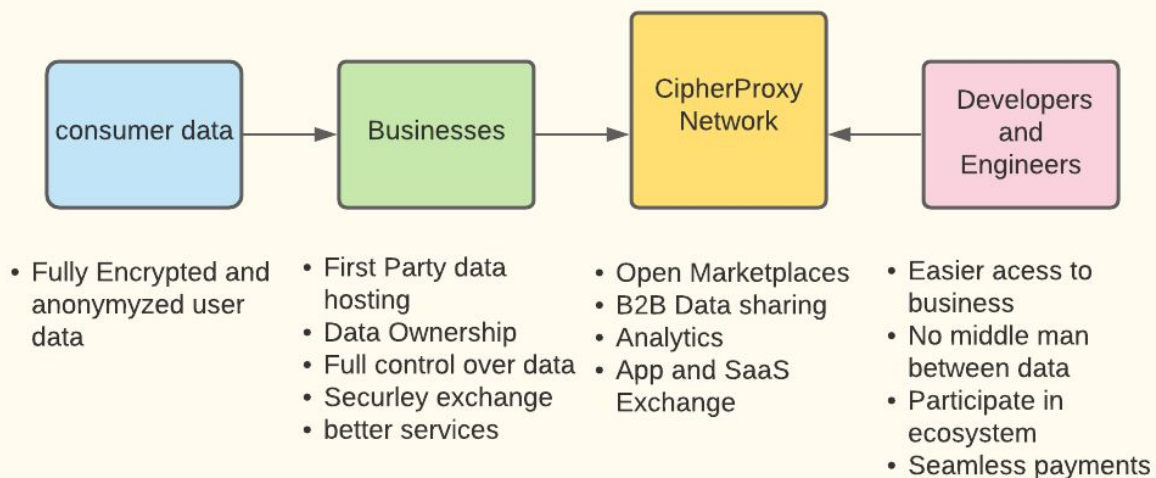 consumer data
Businesses
CipherProxy
Network
Developers
and
Engineers
• Fully Encrypted and
anonymyzed user
data
• First Party data
hosting
• Data Ownership
• Full control over data
• Securley exchange
• better services
• Open Marketplaces
• B2B Data sharing
• Analytics
• App and SaaS
Exchange
• Easier acess to
business
• No middle man
between data
• Participate in
ecosystem
• Seamless payments